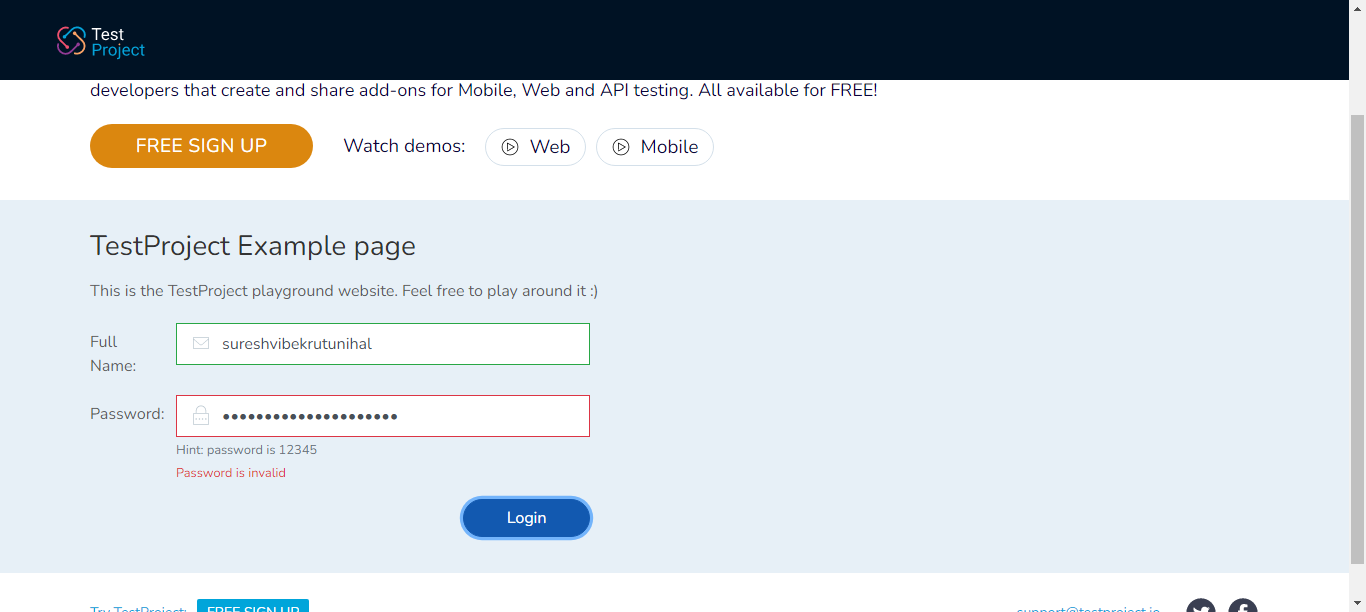 Test
Project
developers that create and share add-ons for Mobile, Web and API testing. All available for FREE!
FREE SIGN UP
Watch demos:
Web
Mobile
TestProject Example page
This is the TestProject playground website. Feel free to play around it :)
Full
Name:
sureshvibekrutunihal
Password:
•••••••••••••••••••••
Hint: password is 12345
Password is invalid
Login
Try TestProject:
FREE SIGN UP
support@testproject.io